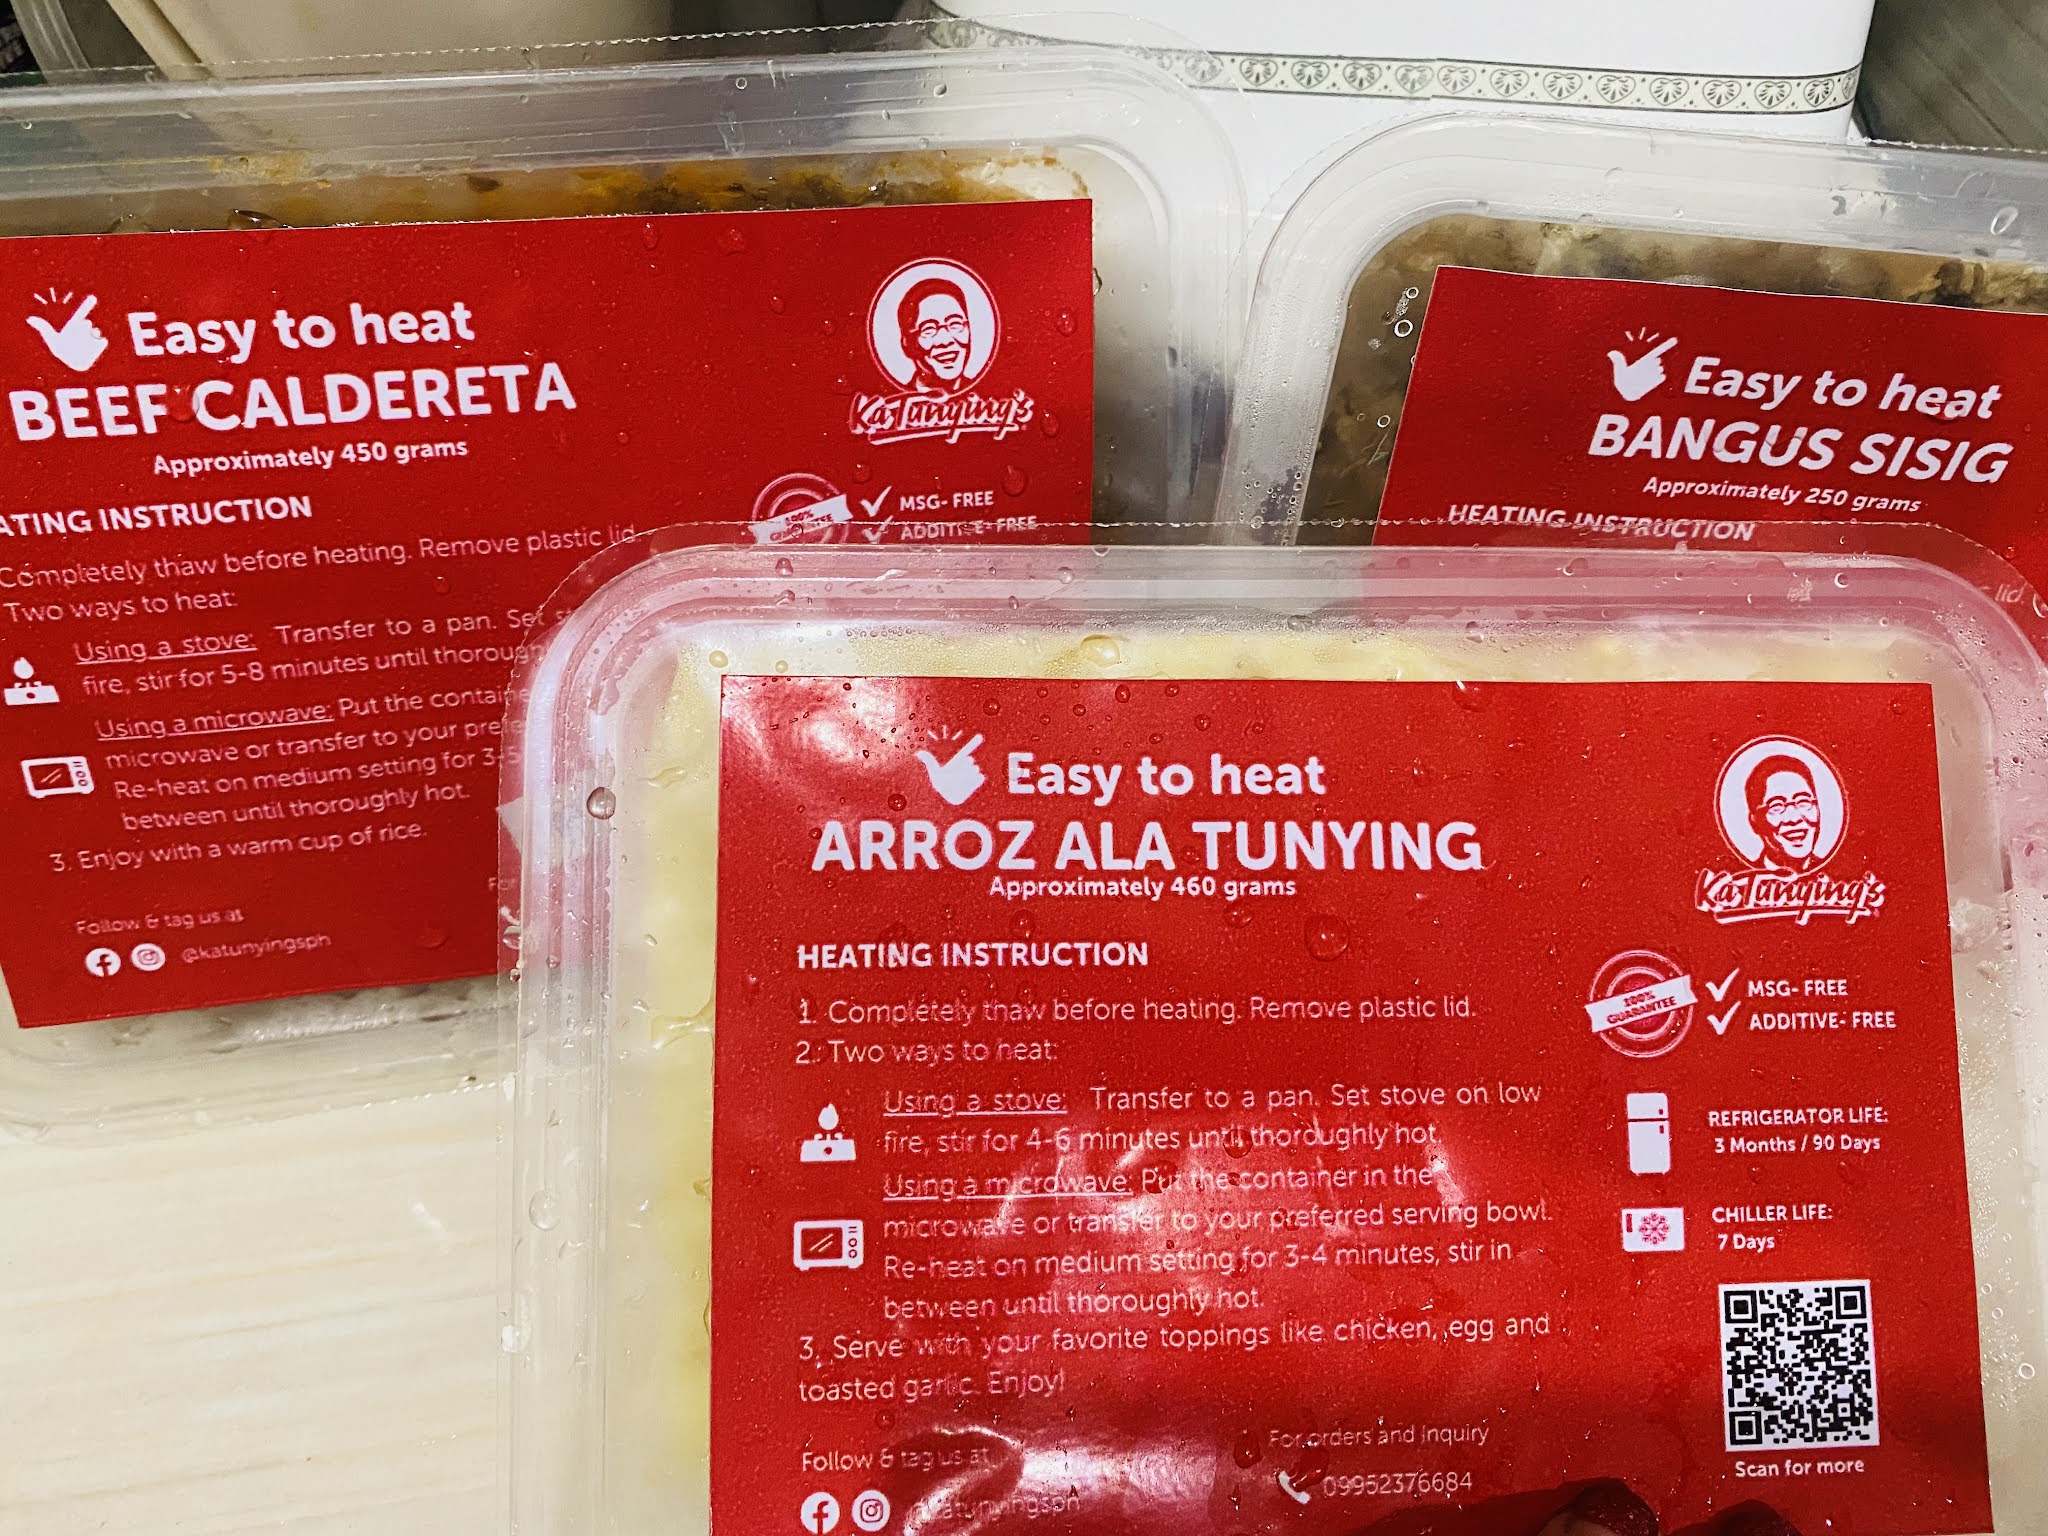 Easy to heat
BEEF CALDERETA
Approximately 450 grams
KaTunying's
ATING INSTRUCTION
100%
MSG- FREE
ADDITIVE- FREE
Completely thaw before heating. Remove plastic lid
Two ways to heat:
Using a stove: Transfer to a pan. Set
fire, stir for 5-8 minutes until
Using a microwave: Put the
microwave or transfer to your
Re-heat on medium setting for 3-5
between until thoroughly hot.
3. Enjoy with a warm cup of rice.
Follow & tag us at
@katunyingsph
Easy to heat
BANGUS SISIG
Approximately 250 grams
HEATING INSTRUCTION
lid
Easy to heat
ARROZ ALA TUNYING
Approximately 460 grams
KaTunying's
HEATING INSTRUCTION
1. Completely thaw before heating. Remove plastic lid.
2. Two ways to heat:
Using a stove: Transfer to a pan. Set stove on low
fire, stir for 4-6 minutes until thoroughly hot.
Using a microwave: Put the container in the
microwave or transfer to your preferred serving bowl.
Re-heat on medium setting for 3-4 minutes, stir in
between until thoroughly hot.
3. Serve with your favorite toppings like chicken, egg and
toasted garlic. Enjoy!
Follow & tag us at
@katunyingsph
For orders and Inquiry
09952376684
100%
GUARANTEE
MSG- FREE
ADDITIVE- FREE
REFRIGERATOR LIFE:
3 Months / 90 Days
CHILLER LIFE:
7 Days
Scan for more